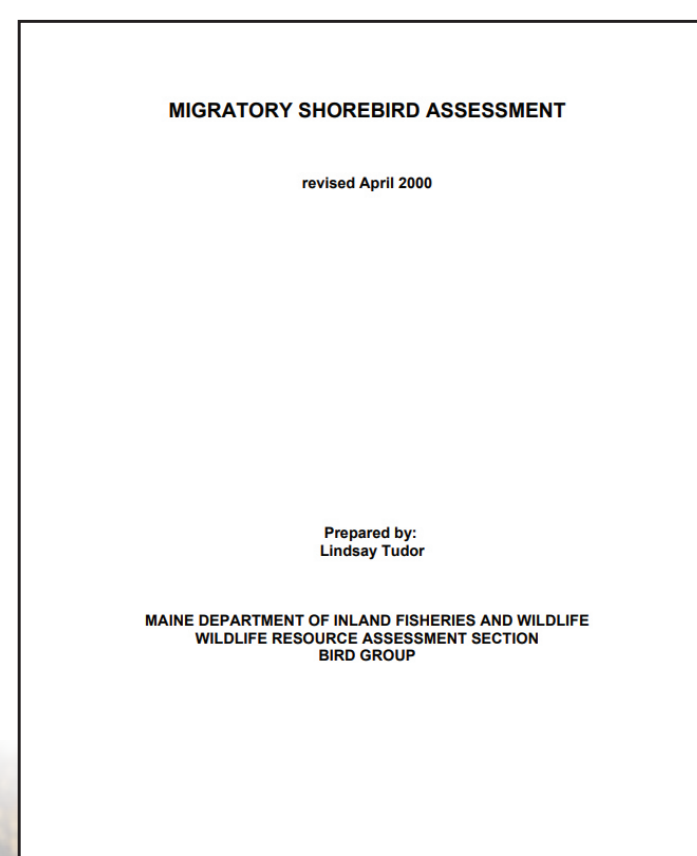 MIGRATORY SHOREBIRD ASSESSMENT
revised April 2000
Prepared by:
Lindsay Tudor
MAINE DEPARTMENT OF INLAND FISHERIES AND WILDLIFE
WILDLIFE RESOURCE ASSESSMENT SECTION
BIRD GROUP